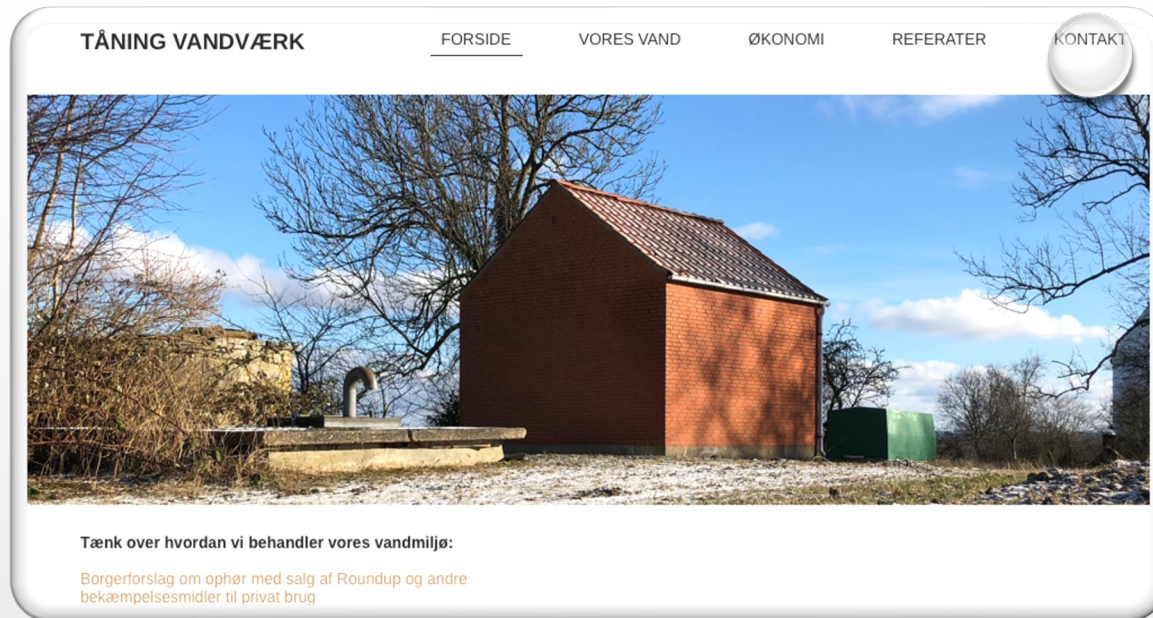 TÅNING VANDVÆRK
FORSIDE VORES VAND ØKONOMI REFERATER KONTAKT
Tænk over hvordan vi behandler vores vandmiljø:
Borgerforslag om ophør med salg af Roundup og andre
bekæmpelsesmidler til privat brug